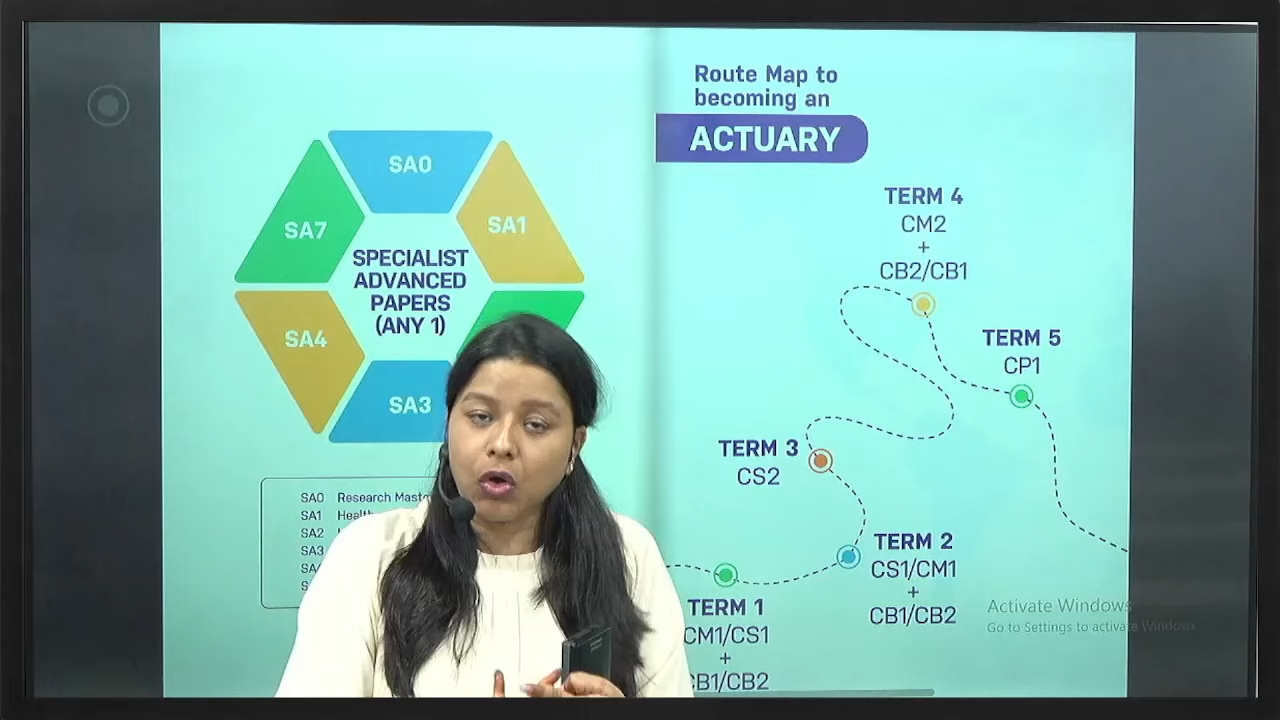 SA0
SA1
SA7
SPECIALIST
ADVANCED
PAPERS
(ANY 1)
SA4
SA3
SA0 Research
SA1
SA2
SA3
Route Map to
becoming an
ACTUARY
TERM 4
CM2
+
CB2/CB1
TERM 5
CP1
TERM 3
CS2
TERM 2
CS1/CM1
+
CB1/CB2
TERM 1
CM1/CS1
+
CB1/CB2
Activate Windows
Go to Settings to activate Windows